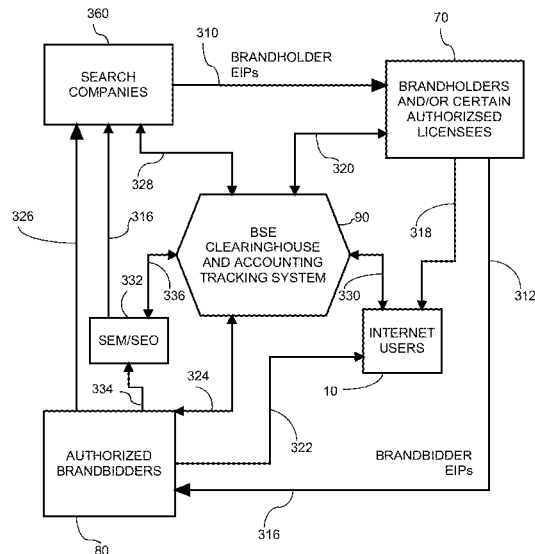 360
310
70
BRANDHOLDER
EIPs
SEARCH
COMPANIES
BRANDHOLDERS
AND/OR CERTAIN
AUTHORIZSED
LICENSEES
320
328
326
316
318
90
BSE
CLEARINGHOUSE
AND ACCOUNTING
TRACKING SYSTEM
312
332
336
330
SEM/SEO
INTERNET
USERS
334
324
10
322
AUTHORIZED
BRANDBIDDERS
BRANDBIDDER
EIPs
316
80